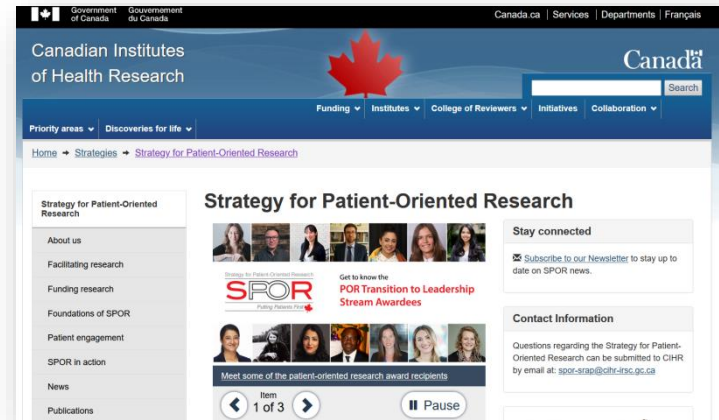 Government of Canada
Gouvernement du Canada
Canada.ca | Services | Departments | Français
Canadian Institutes
of Health Research
Canada
Search
Funding Institutes College of Reviewers Initiatives Collaboration
Priority areas Discoveries for life
Home → Strategies → Strategy for Patient-Oriented Research
Strategy for Patient-Oriented
Research
About us
Facilitating research
Funding research
Foundations of SPOR
Patient engagement
SPOR in action
News
Publications
Strategy for Patient-Oriented Research
Strategy for Patient-Oriented Research
SPOR
Putting Patients First
Get to know the
POR Transition to Leadership
Stream Awardees
Meet some of the patient-oriented research award recipients
Item
1 of 3
Pause
Stay connected
Subscribe to our Newsletter to stay up to
date on SPOR news.
Contact Information
Questions regarding the Strategy for Patient-
Oriented Research can be submitted to CIHR
by email at: spor-srap@cihr-irsc.gc.ca